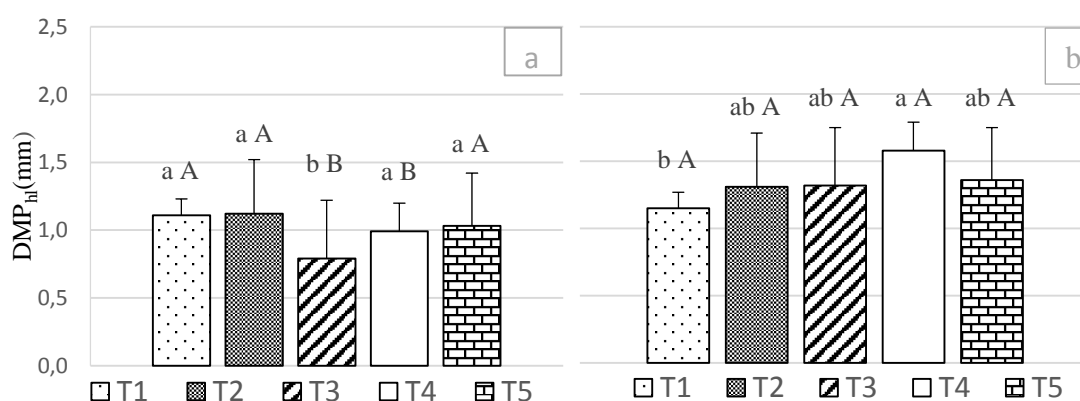 2,5
2,0
1,5
1,0
0,5
0,0
DMPhl(mm)
a
a A
a A
b B
a B
a A
T1 T2 T3 T4 T5
b
b A
ab A
ab A
a A
ab A
T1 T2 T3 T4 T5